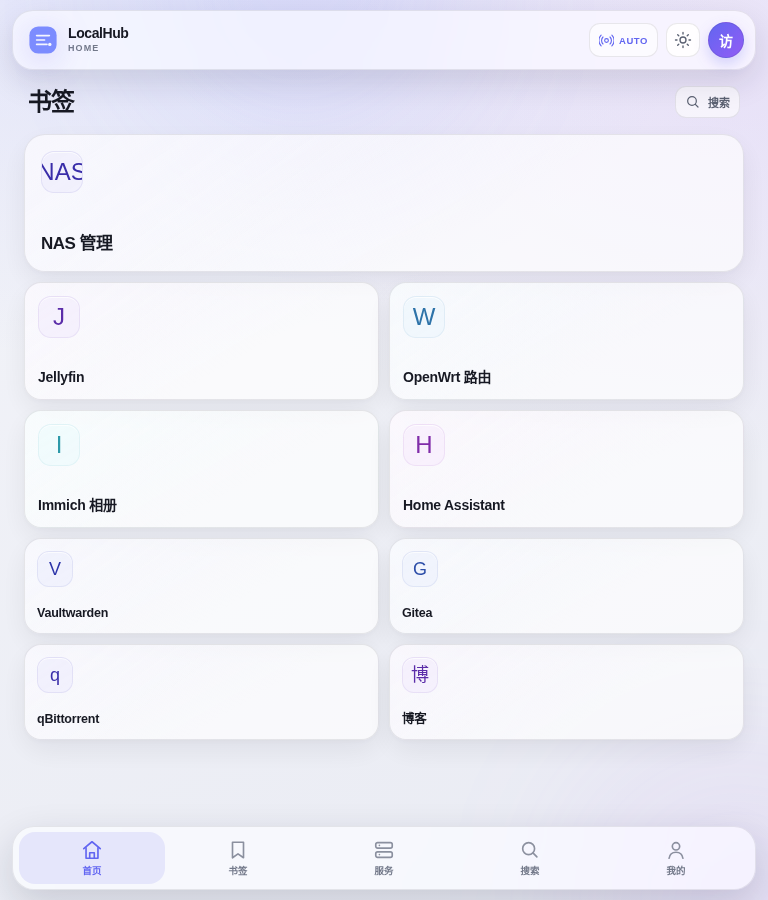 LocalHub
HOME
AUTO
访
书签
搜索
NAS
NAS 管理
J
Jellyfin
W
OpenWrt 路由
I
Immich 相册
H
Home Assistant
V
Vaultwarden
G
Gitea
q
qBittorrent
博
博客
首页
书签
服务
搜索
我的